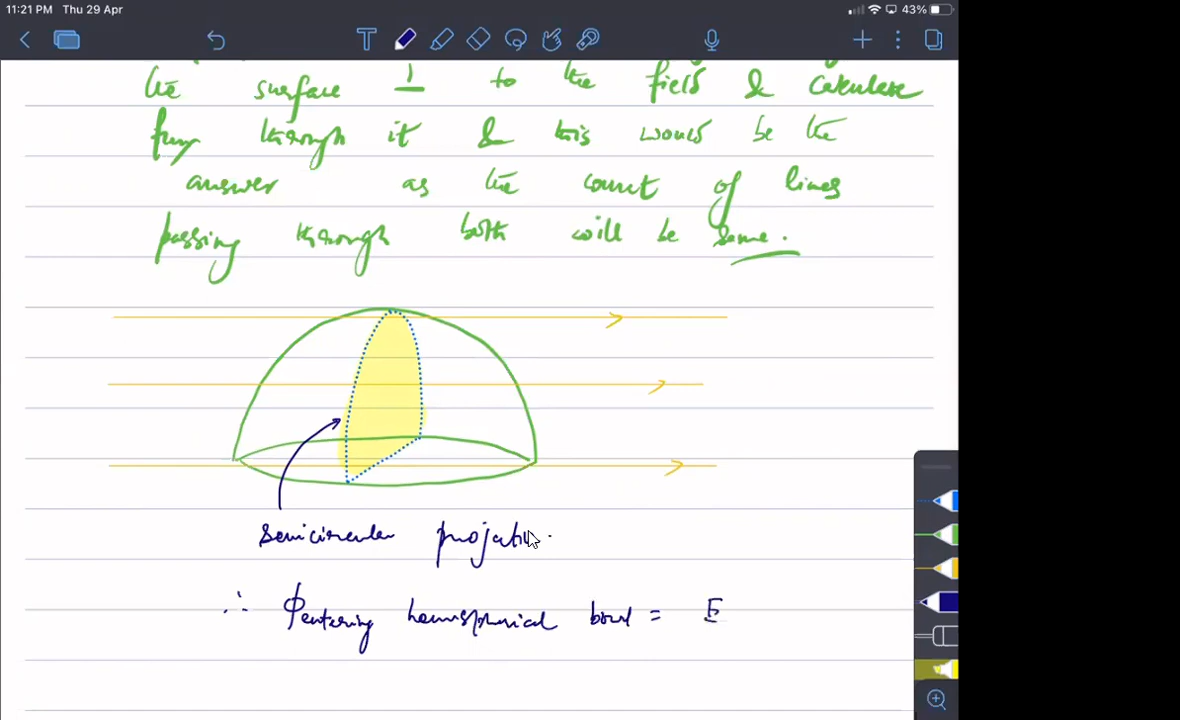 11:21 PM Thu 29 Apr 43%
T
the surface ⊥ to the field & calculate
flux through it & this would be the
answer as the count of lines
passing through both will be same.
semicircular projection.
∴ Φentering hemispherical bowl = E